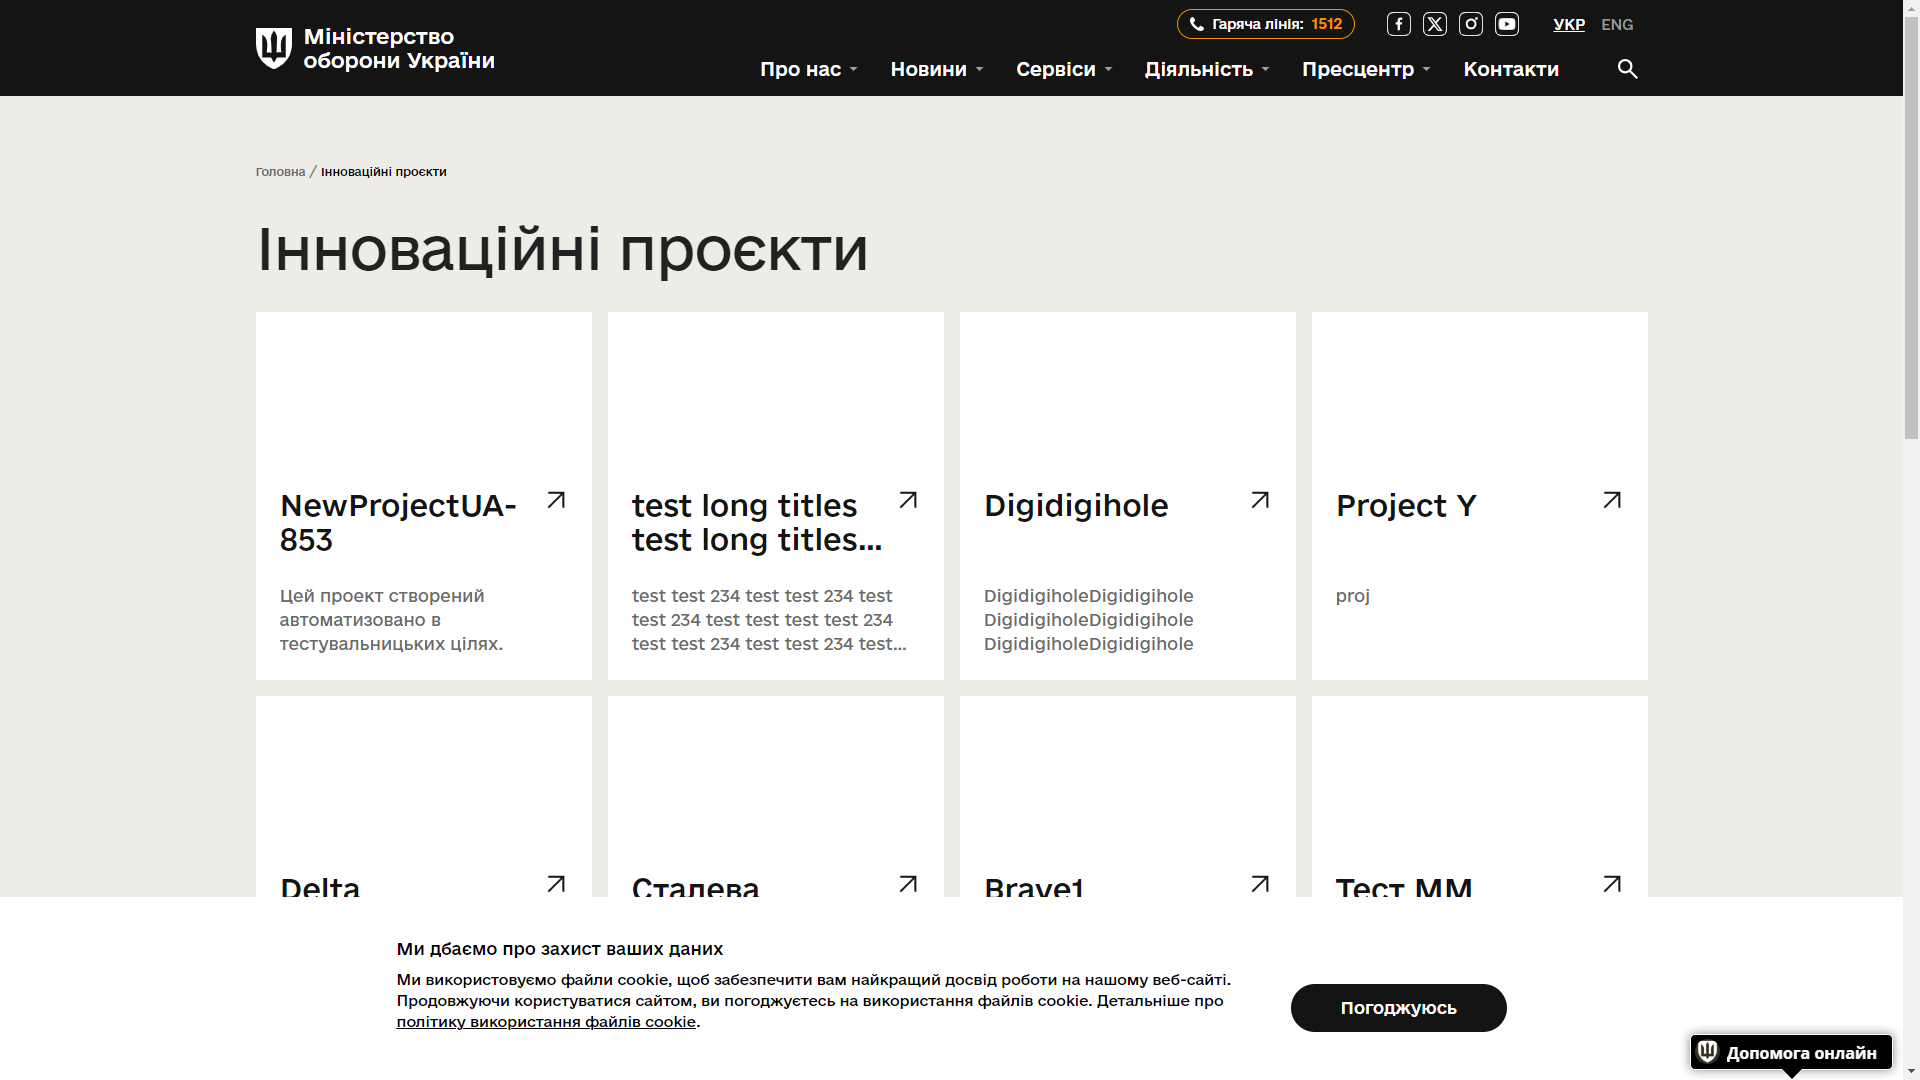 Міністерство
оборони України
Гаряча лінія: 1512
УКР ENG
Про нас Новини Сервіси Діяльність Пресцентр Контакти
Головна / Інноваційні проєкти
Інноваційні проєкти
NewProjectUA-
853
Цей проект створений
автоматизовано в
тестувальницьких цілях.
test long titles
test long titles...
test test 234 test test 234 test
test 234 test test test test 234
test test 234 test test 234 test...
Digidigihole
DigidigiholeDigidigihole
DigidigiholeDigidigihole
DigidigiholeDigidigihole
Project Y
proj
Delta
Сталева
Brave1
Тест ММ
Ми дбаємо про захист ваших даних
Ми використовуємо файли cookie, щоб забезпечити вам найкращий досвід роботи на нашому веб-сайті.
Продовжуючи користуватися сайтом, ви погоджуєтесь на використання файлів cookie. Детальніше про
політику використання файлів cookie.
Погоджуюсь
Допомога онлайн